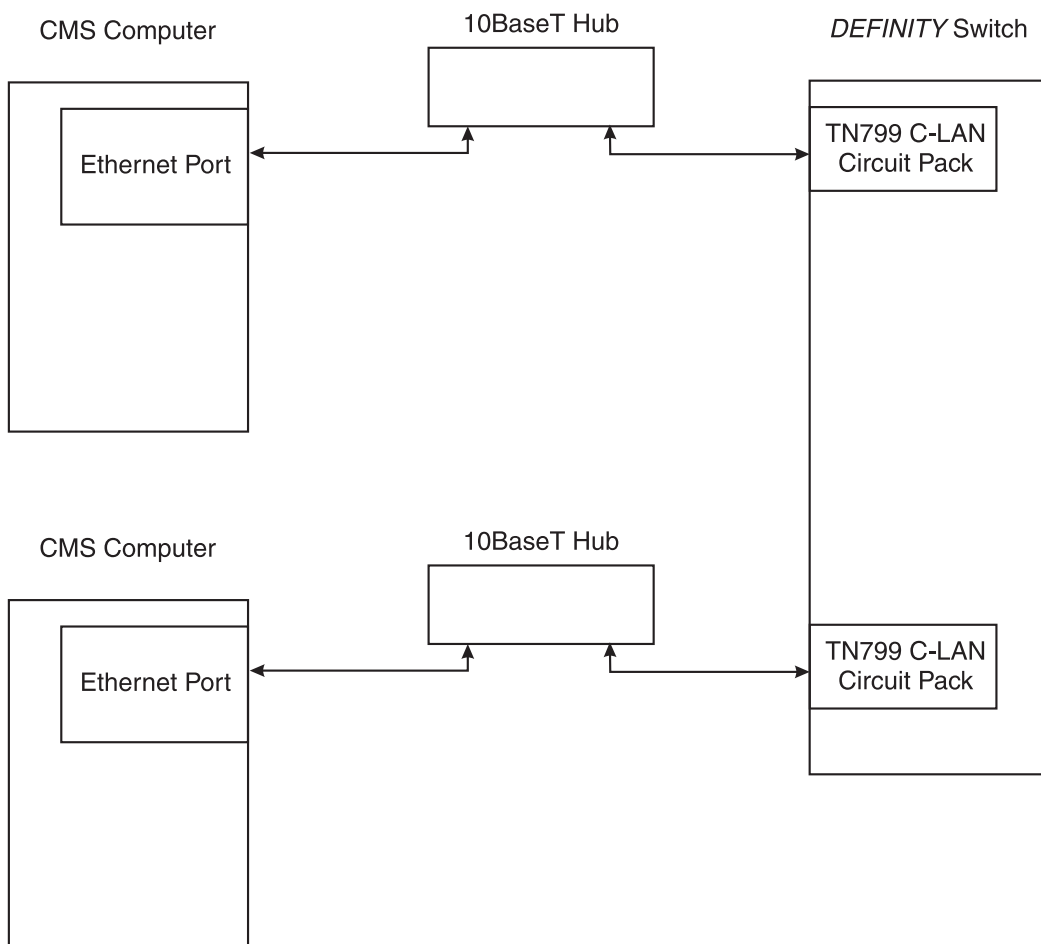 CMS Computer
10BaseT Hub
DEFINITY Switch
Ethernet Port
TN799 C-LAN
Circuit Pack
CMS Computer
10BaseT Hub
Ethernet Port
TN799 C-LAN
Circuit Pack